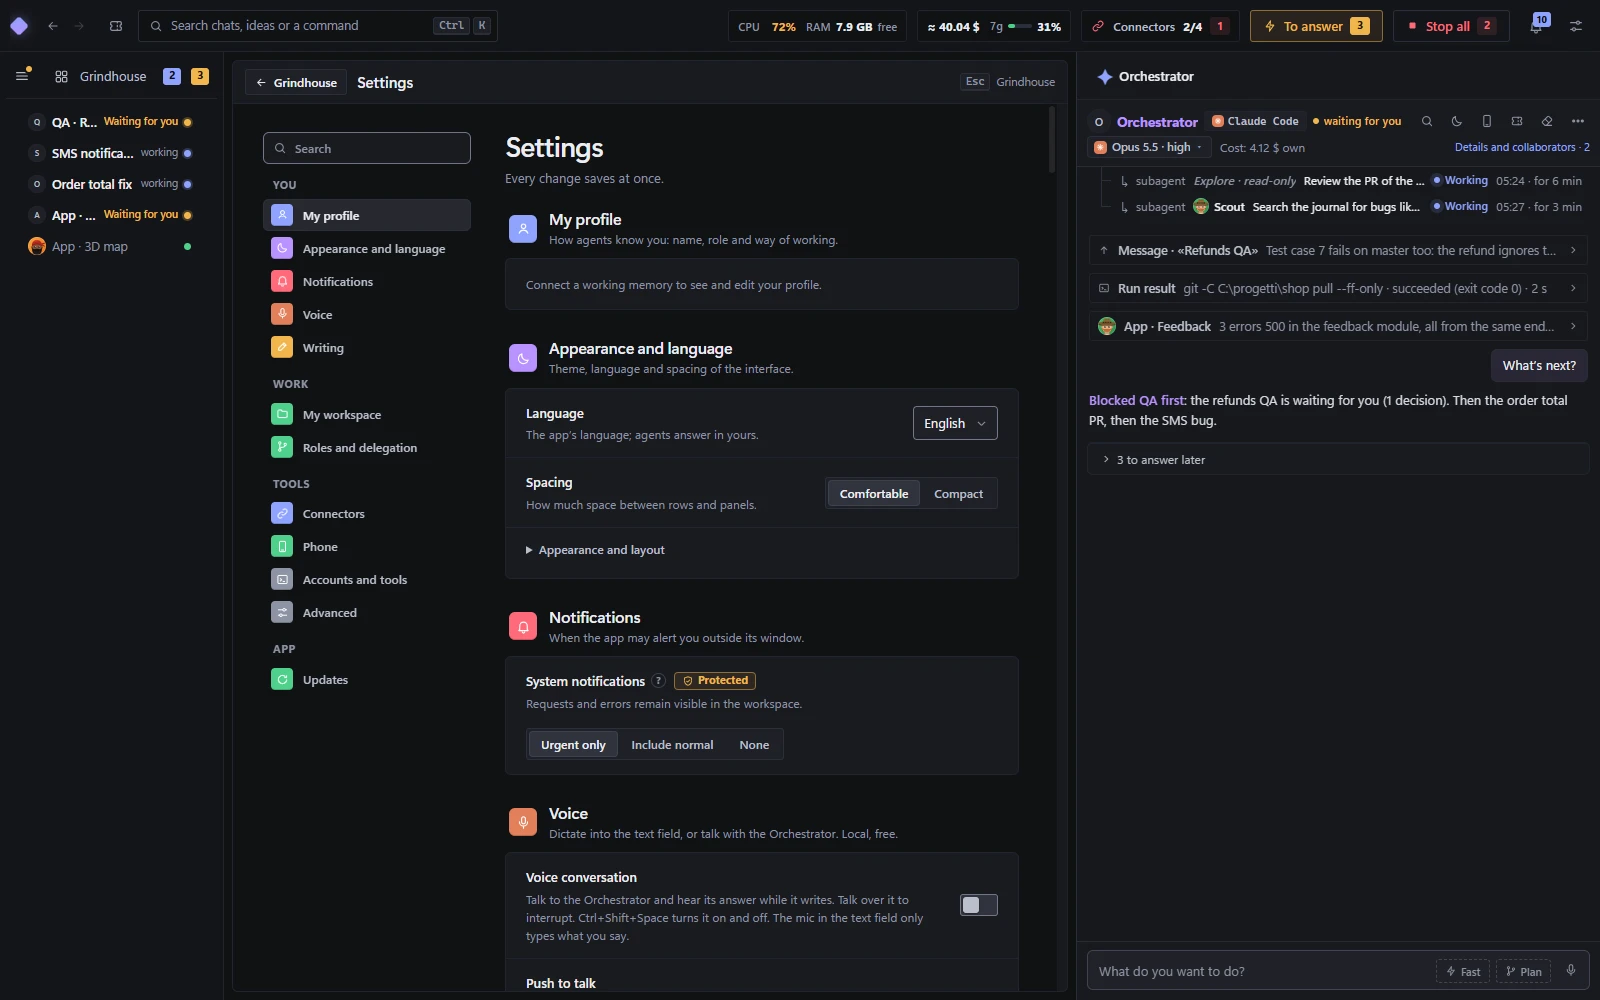 Search chats, ideas or a command
Ctrl K
CPU 72% RAM 7.9 GB free
≈ 40.04 $ 7g 31%
Connectors 2/4 1
To answer 3
Stop all 2
10
Grindhouse 2 3
Q QA · R... Waiting for you
S SMS notifica... working
O Order total fix working
A App · ... Waiting for you
App · 3D map
Grindhouse
Settings
Esc Grindhouse
Search
YOU
My profile
Appearance and language
Notifications
Voice
Writing
WORK
My workspace
Roles and delegation
TOOLS
Connectors
Phone
Accounts and tools
Advanced
APP
Updates
Settings
Every change saves at once.
My profile
How agents know you: name, role and way of working.
Connect a working memory to see and edit your profile.
Appearance and language
Theme, language and spacing of the interface.
Language
The app's language; agents answer in yours.
English
Spacing
How much space between rows and panels.
Comfortable Compact
Appearance and layout
Notifications
When the app may alert you outside its window.
System notifications ? Protected
Requests and errors remain visible in the workspace.
Urgent only Include normal None
Voice
Dictate into the text field, or talk with the Orchestrator. Local, free.
Voice conversation
Talk to the Orchestrator and hear its answer while it writes. Talk over it to
interrupt. Ctrl+Shift+Space turns it on and off. The mic in the text field only
types what you say.
Push to talk
Orchestrator
O Orchestrator Claude Code waiting for you
Opus 5.5 · high Cost: 4.12 $ own
Details and collaborators · 2
subagent Explore · read-only Review the PR of the ... Working 05:24 · for 6 min
subagent Scout Search the journal for bugs lik... Working 05:27 · for 3 min
Message · «Refunds QA» Test case 7 fails on master too: the refund ignores t...
Run result git -C C:\progetti\shop pull --ff-only · succeeded (exit code 0) · 2 s
App · Feedback 3 errors 500 in the feedback module, all from the same end...
What's next?
Blocked QA first: the refunds QA is waiting for you (1 decision). Then the order total
PR, then the SMS bug.
3 to answer later
What do you want to do?
Fast
Plan